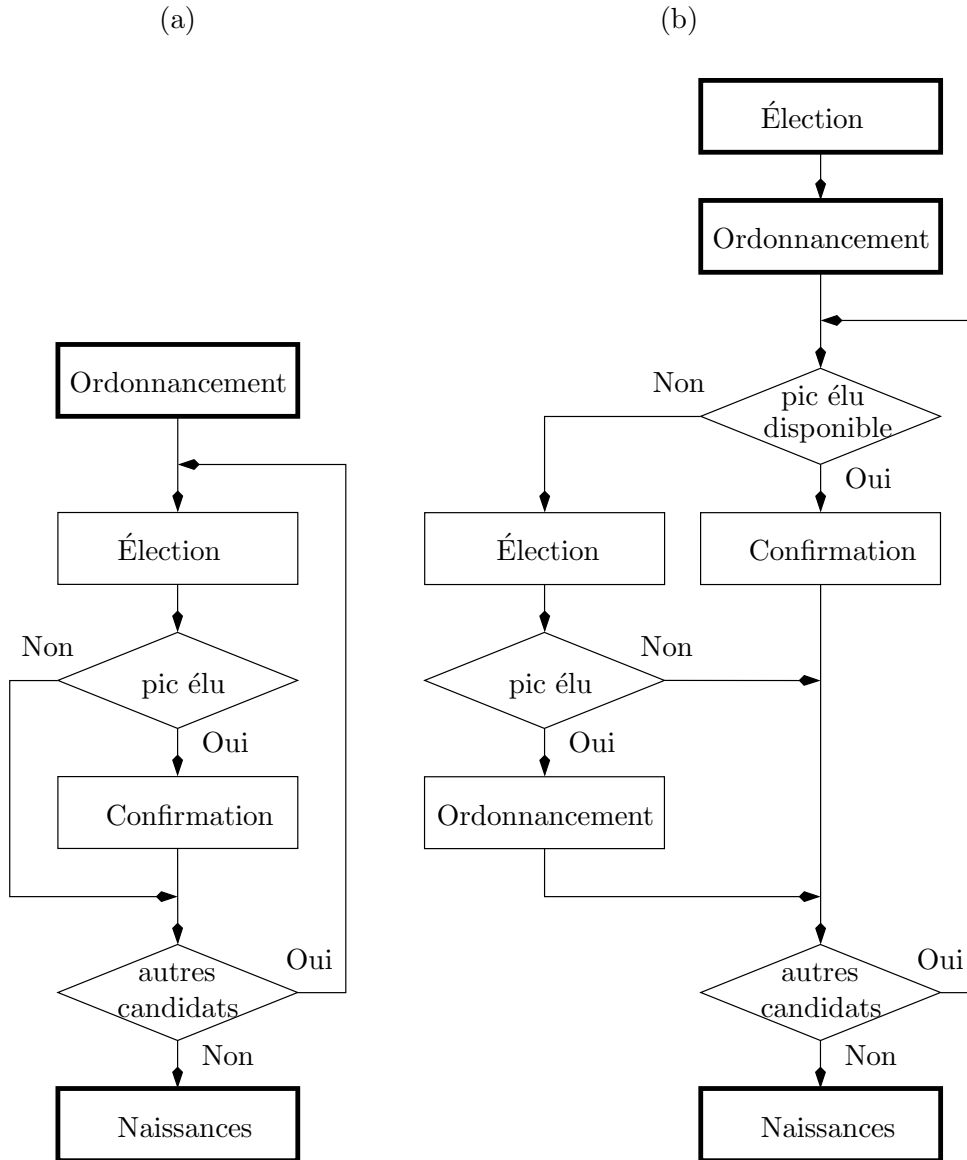 (a)
Ordonnancement
Élection
Non
pic élu
Oui
Confirmation
autres
candidats
Oui
Non
Naissances
(b)
Élection
Ordonnancement
Non
pic élu
disponible
Oui
Élection
Confirmation
pic élu
Non
Oui
Ordonnancement
autres
candidats
Oui
Non
Naissances